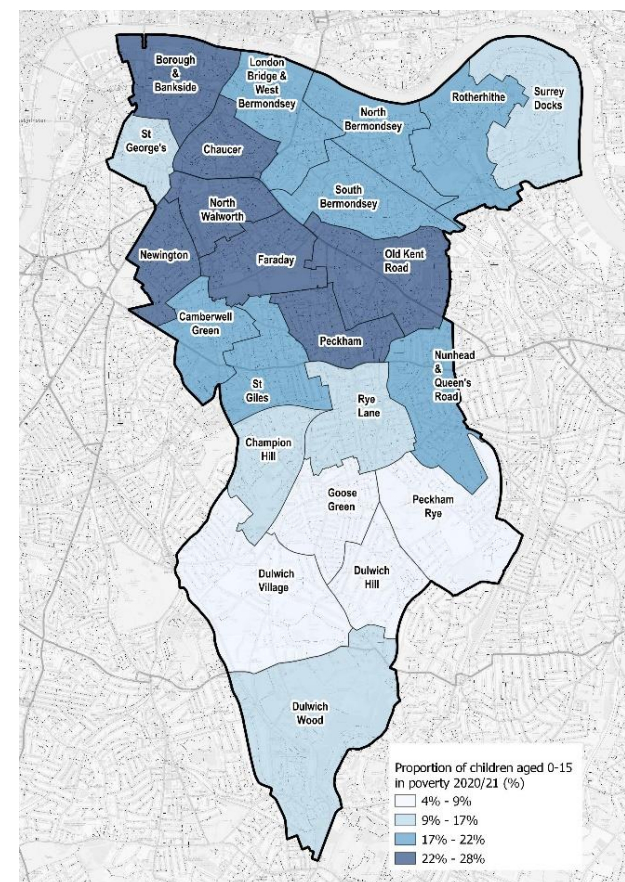 Borough
&
Bankside
London
Bridge &
West
Bermondsey
North
Bermondsey
Rotherhithe
Surrey
Docks
St
George's
Chaucer
South
Bermondsey
North
Walworth
Newington
Faraday
Old Kent
Road
Camberwell
Green
Peckham
Nunhead
&
Queen's
Road
St
Giles
Rye
Lane
Champion
Hill
Goose
Green
Peckham
Rye
Dulwich
Village
Dulwich
Hill
Dulwich
Wood
Proportion of children aged 0-15
in poverty 2020/21 (%)
4% - 9%
9% - 17%
17% - 22%
22% - 28%